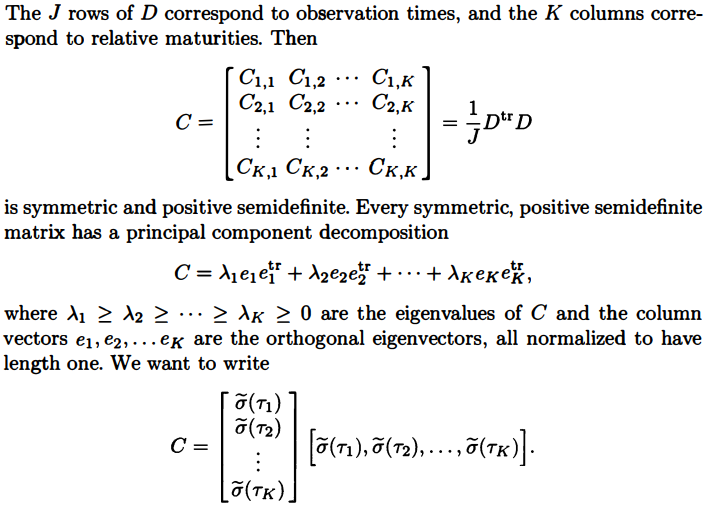 The J rows of D correspond to observation times, and the K columns corre-
spond to relative maturities. Then
C = \begin{bmatrix} C_{1,1} & C_{1,2} & \cdots & C_{1,K} \\ C_{2,1} & C_{2,2} & \cdots & C_{2,K} \\ \vdots & \vdots & & \vdots \\ C_{K,1} & C_{K,2} & \cdots & C_{K,K} \end{bmatrix} = \frac{1}{J} D^{\text{tr}} D
is symmetric and positive semidefinite. Every symmetric, positive semidefinite
matrix has a principal component decomposition
C = \lambda_1 e_1 e_1^{\text{tr}} + \lambda_2 e_2 e_2^{\text{tr}} + \cdots + \lambda_K e_K e_K^{\text{tr}},
where \lambda_1 \geq \lambda_2 \geq \cdots \geq \lambda_K \geq 0 are the eigenvalues of C and the column
vectors e_1, e_2, \ldots e_K are the orthogonal eigenvectors, all normalized to have
length one. We want to write
C = \begin{bmatrix} \widetilde{\sigma}(\tau_1) \\ \widetilde{\sigma}(\tau_2) \\ \vdots \\ \widetilde{\sigma}(\tau_K) \end{bmatrix} \left[ \widetilde{\sigma}(\tau_1), \widetilde{\sigma}(\tau_2), \ldots, \widetilde{\sigma}(\tau_K) \right].